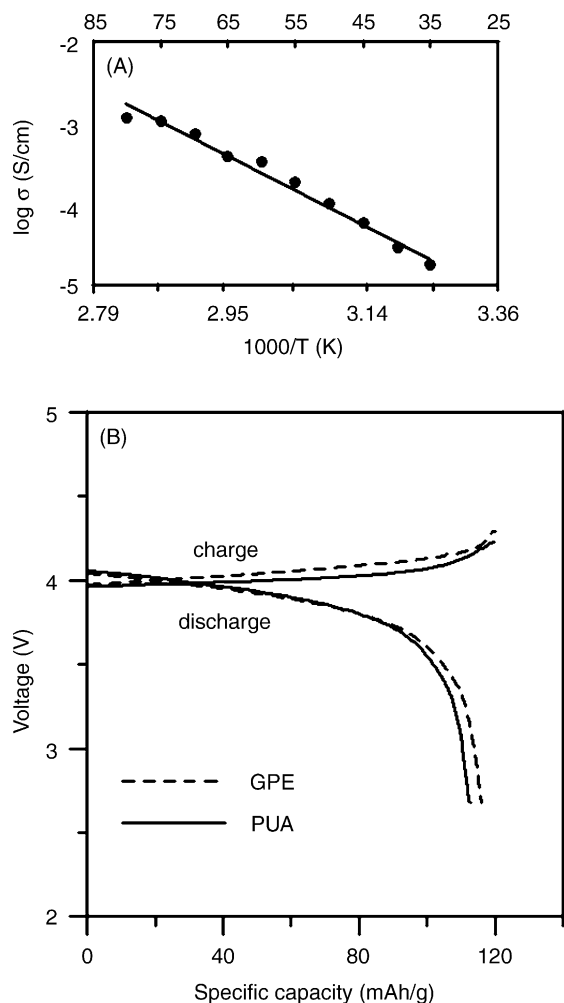 85 75 65 55 45 35 25
(A)
-2
-3
-4
-5
log σ (S/cm)
2.79 2.95 3.14 3.36
1000/T (K)
(B)
5
4
3
2
Voltage (V)
charge
discharge
GPE
PUA
0 40 80 120
Specific capacity (mAh/g)